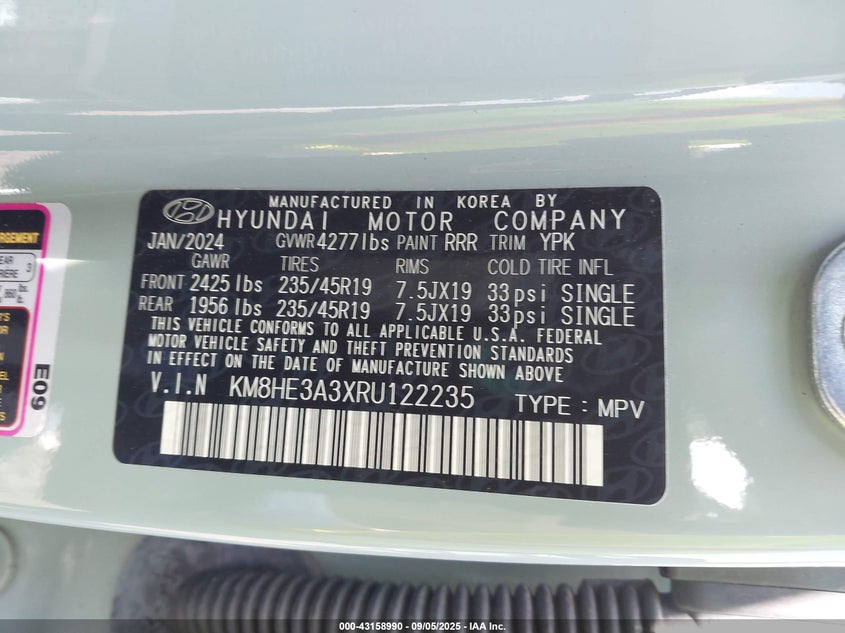 MANUFACTURED IN KOREA BY
HYUNDAI MOTOR COMPANY
JAN/2024 GVWR 4277lbs PAINT RRR TRIM YPK
GAWR TIRES RIMS COLD TIRE INFL
FRONT 2425 lbs 235/45R19 7.5JX19 33psi SINGLE
REAR 1956 lbs 235/45R19 7.5JX19 33psi SINGLE
THIS VEHICLE CONFORMS TO ALL APPLICABLE U.S.A. FEDERAL
MOTOR VEHICLE SAFETY AND THEFT PREVENTION STANDARDS
IN EFFECT ON THE DATE OF MANUFACTURE SHOWN ABOVE
V.I.N KM8HE3A3XRU122235 TYPE : MPV
3
E09
000-43158990 - 09/05/2025 - IAA Inc.